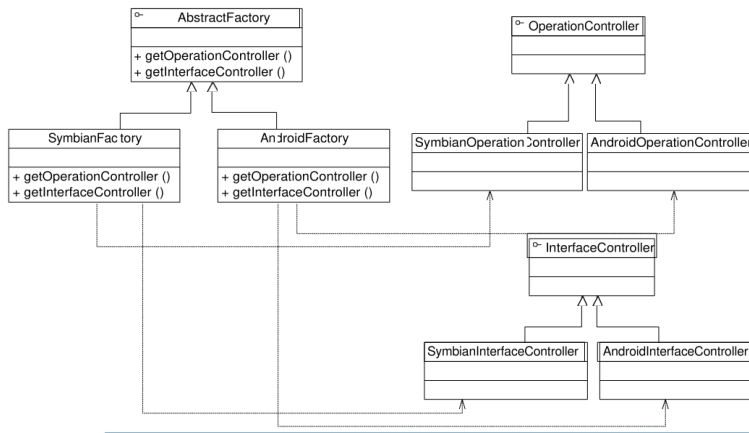 AbstractFactory
+ getOperationController ()
+ getInterfaceController ()
OperationController
SymbianFactory
+ getOperationController ()
+ getInterfaceController ()
AndroidFactory
+ getOperationController ()
+ getInterfaceController ()
SymbianOperationController
AndroidOperationController
InterfaceController
SymbianInterfaceController
AndroidInterfaceController